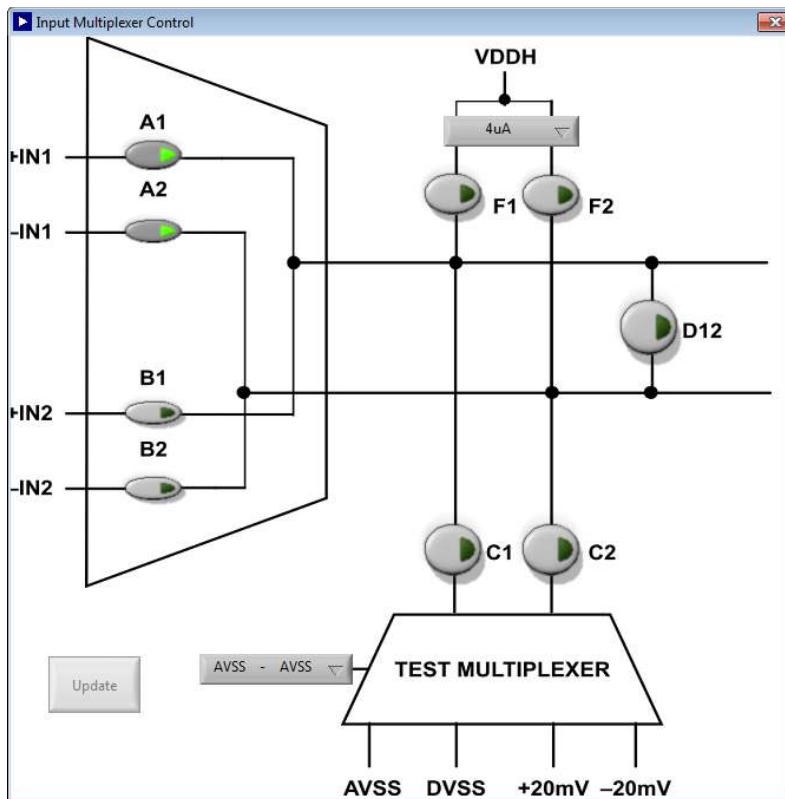 Input Multiplexer Control
VDDH
4uA
A1
+IN1
A2
F1
F2
–IN1
D12
B1
+IN2
B2
–IN2
C1
C2
AVSS - AVSS
TEST MULTIPLEXER
Update
AVSS DVSS +20mV –20mV